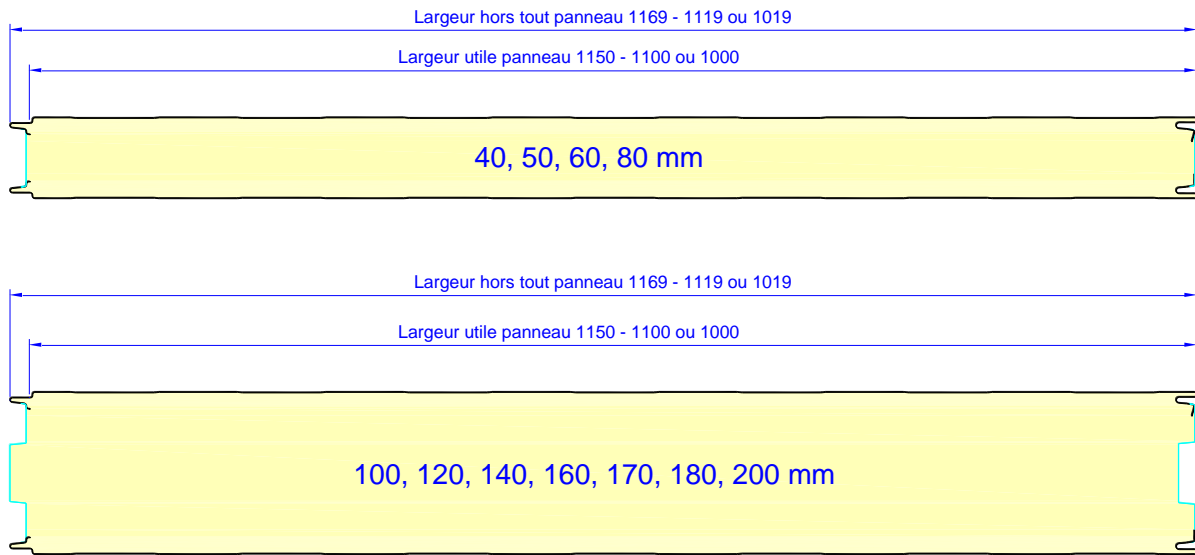 Largeur hors tout panneau 1169 - 1119 ou 1019
Largeur utile panneau 1150 - 1100 ou 1000
40, 50, 60, 80 mm
Largeur hors tout panneau 1169 - 1119 ou 1019
Largeur utile panneau 1150 - 1100 ou 1000
100, 120, 140, 160, 170, 180, 200 mm